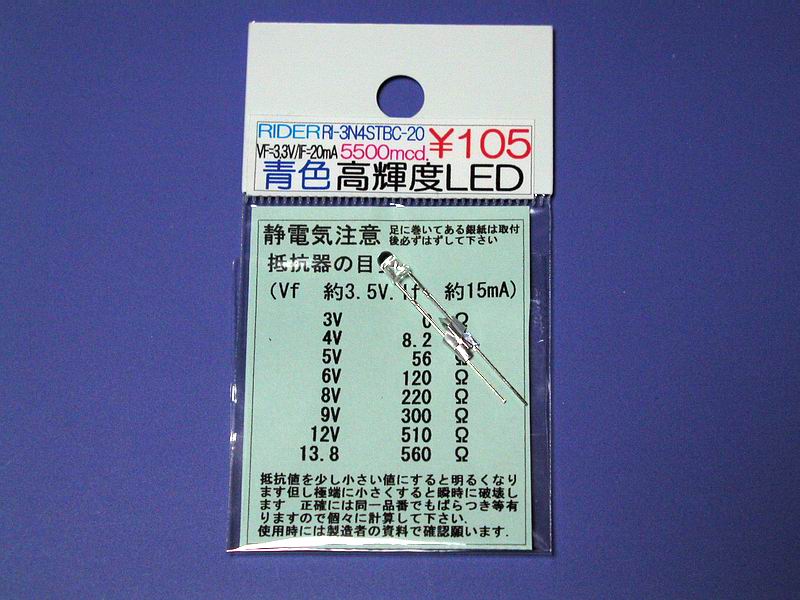 RIDER RI-3N4STBC-20 ¥105
VF=3.3V/IF=20mA 5500mcd.
青色 高輝度LED
静電気注意 足に巻いてある銀紙は取付
後必ずはずして下さい
抵抗器の目
(Vf 約3.5V.If 約15mA)
3V 0 Ω
4V 8.2
5V 56 Ω
6V 120 Ω
8V 220 Ω
9V 300 Ω
12V 510 Ω
13.8 560 Ω
抵抗値を少し小さい値にすると明るくなり
ます但し極端に小さくすると瞬時に破壊し
ます 正確には同一品番でもばらつき等有
りますので個々に計算して下さい.
使用時には製造者の資料で確認願います.